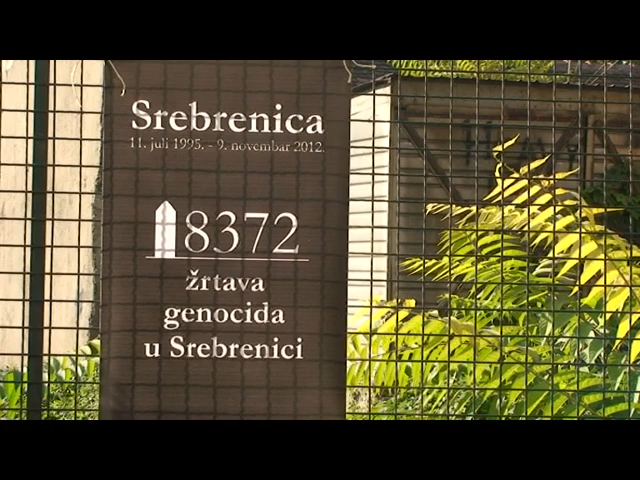 Srebrenica
11. juli 1995. - 9. novembar 2012.
8372
žrtava
genocida
u Srebrenici